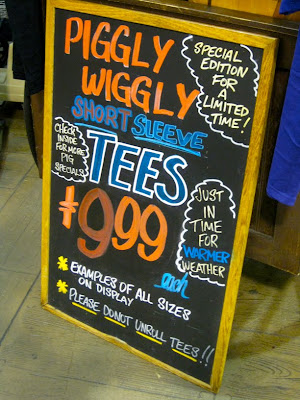 PIGGLY
WIGGLY
SPECIAL
EDITION
FOR A
LIMITED
TIME!
SHORT SLEEVE
TEES
CHECK
INSIDE
FOR MORE
PIG
SPECIALS
$9.99
each
JUST
IN
TIME
FOR
WARMER
WEATHER
* EXAMPLES OF ALL SIZES
ON DISPLAY
* PLEASE DO NOT UNROLL TEES!!